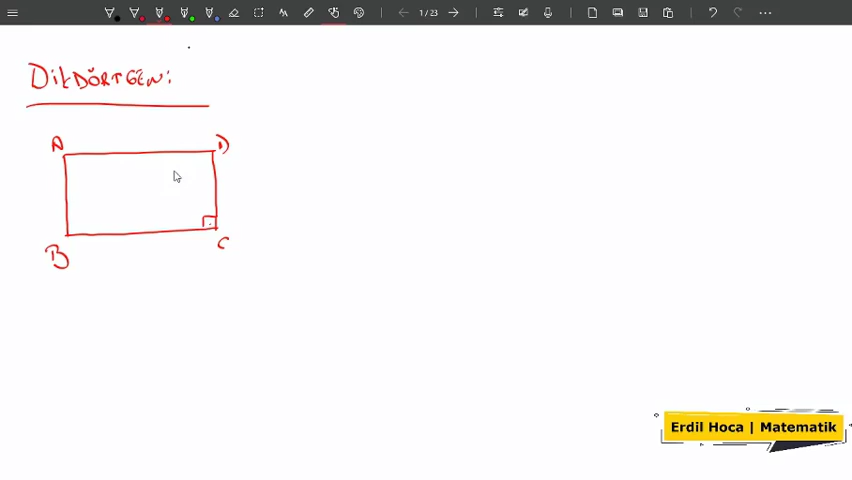 1 / 23
DİKDÖRTGEN:
A D
B C
Erdil Hoca | Matematik